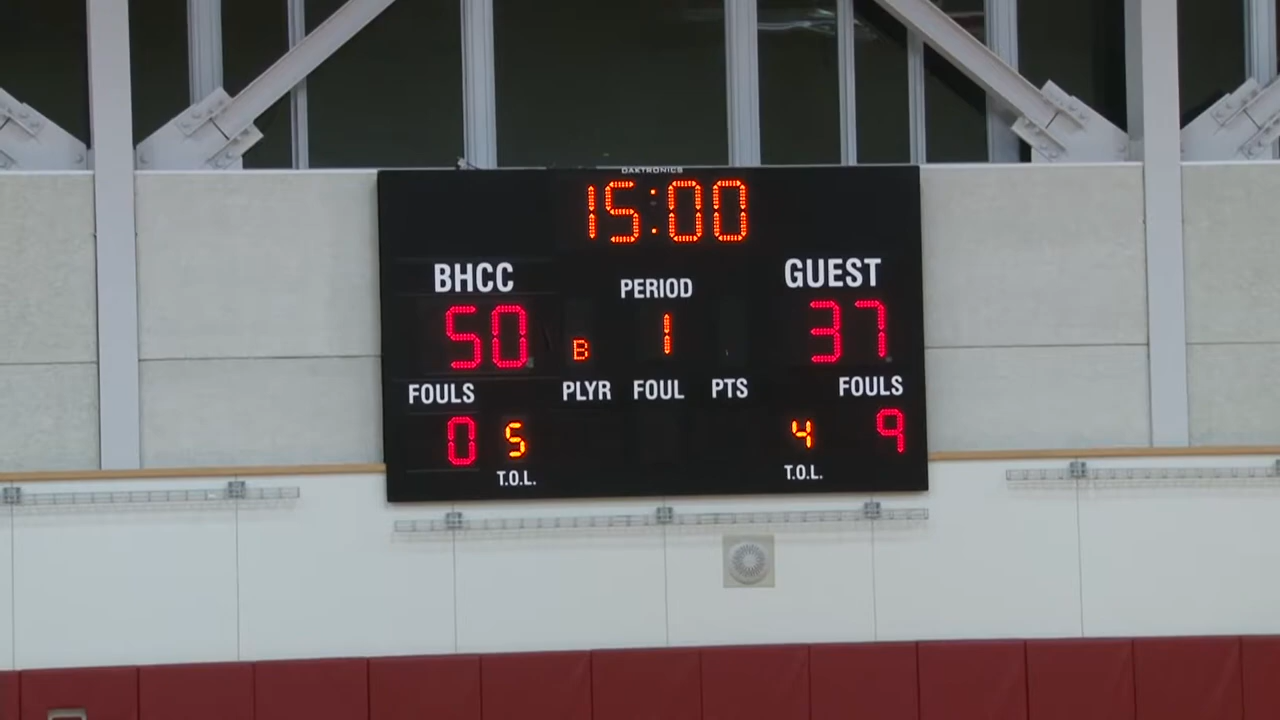 DAKTRONICS
15:00
BHCC PERIOD GUEST
50 B 1 37
FOULS PLYR FOUL PTS FOULS
0 5 4 9
T.O.L. T.O.L.